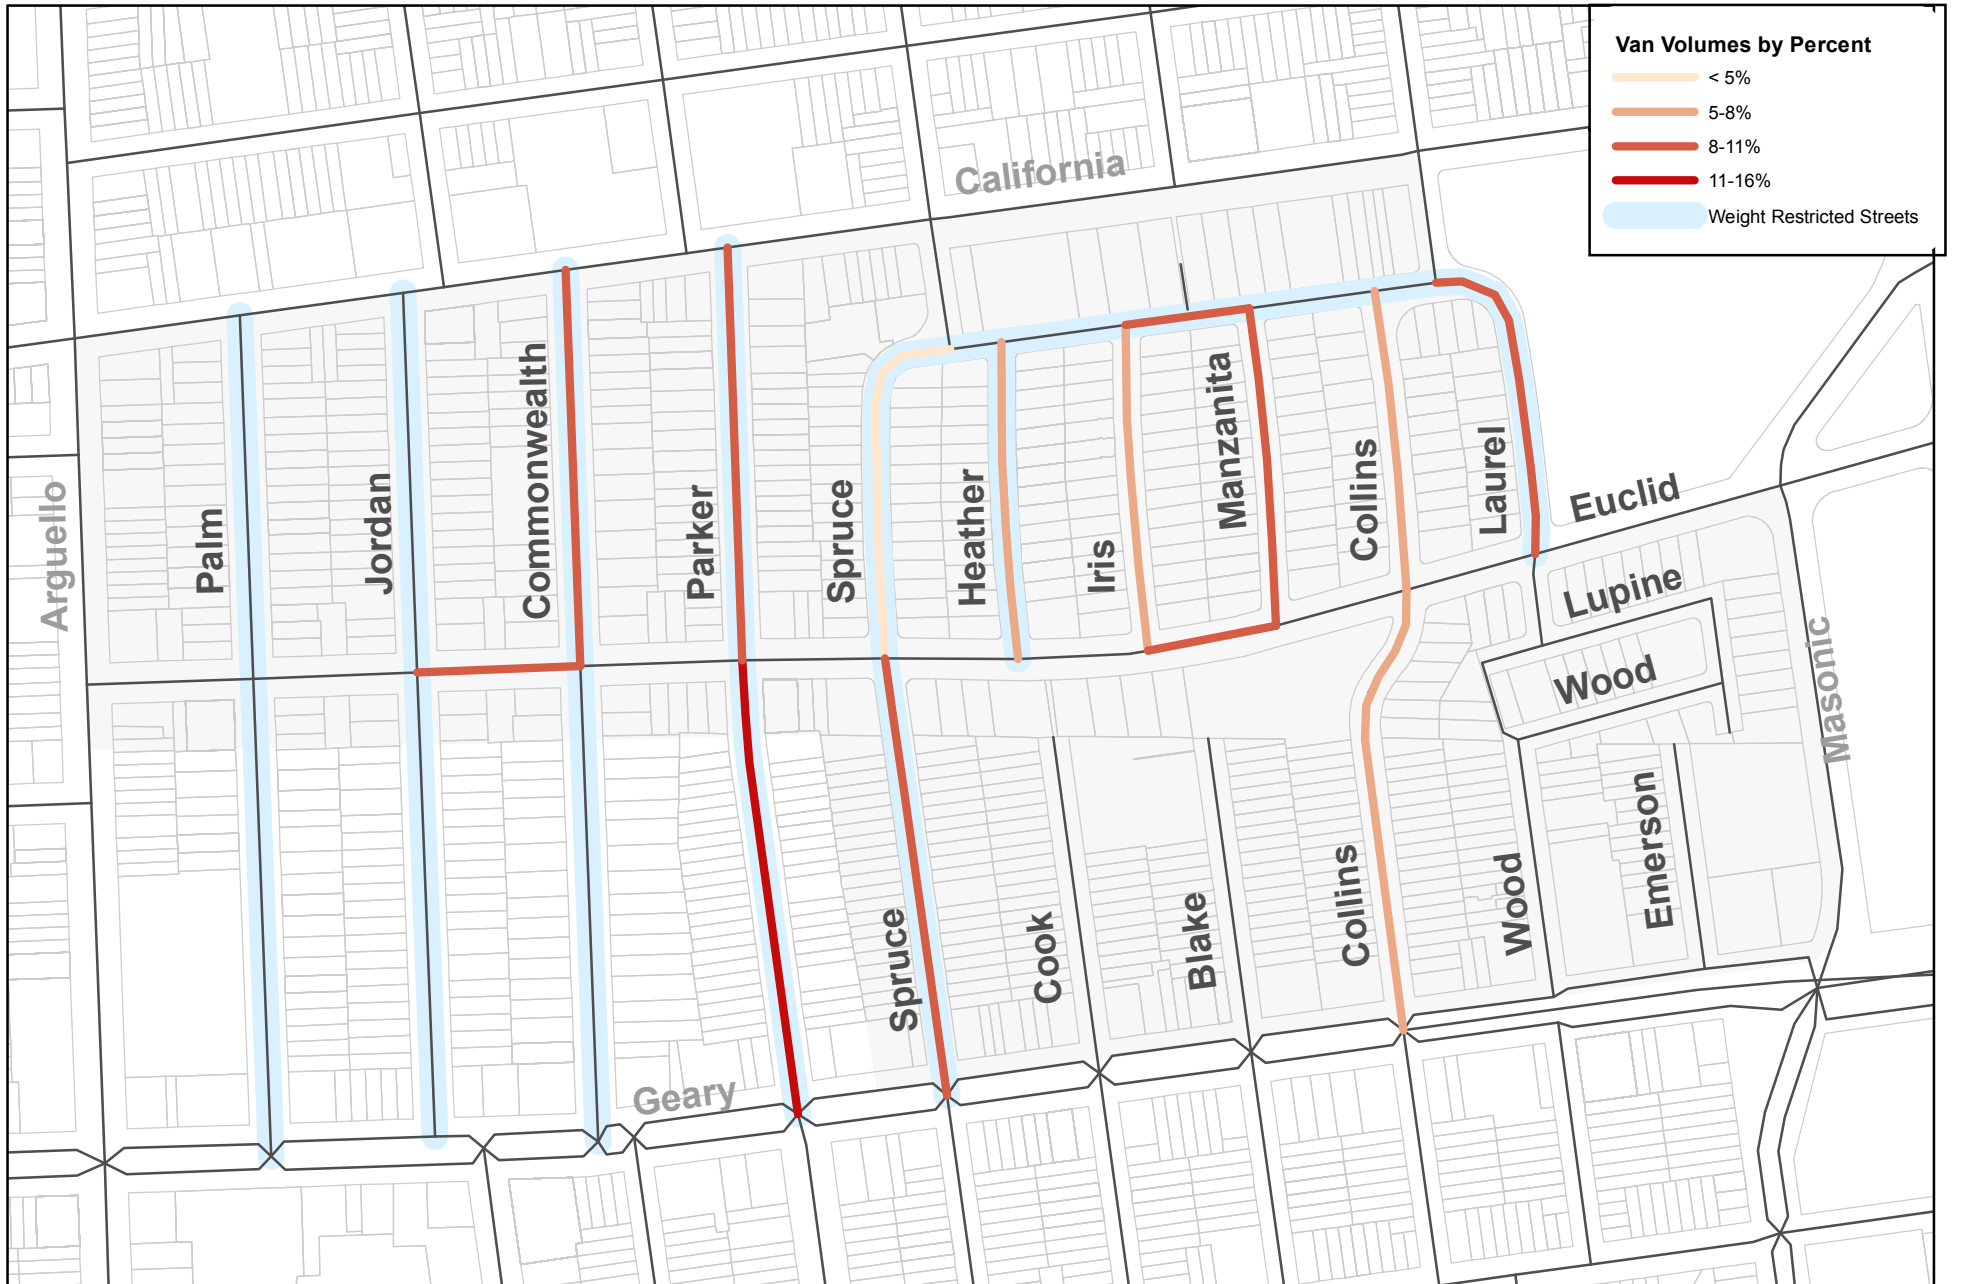 Van Volumes by Percent
< 5%
5-8%
8-11%
11-16%
Weight Restricted Streets
California
Arguello
Palm
Jordan
Commonwealth
Parker
Spruce
Heather
Iris
Manzanita
Collins
Laurel
Euclid
Lupine
Wood
Masonic
Spruce
Cook
Blake
Collins
Wood
Emerson
Geary